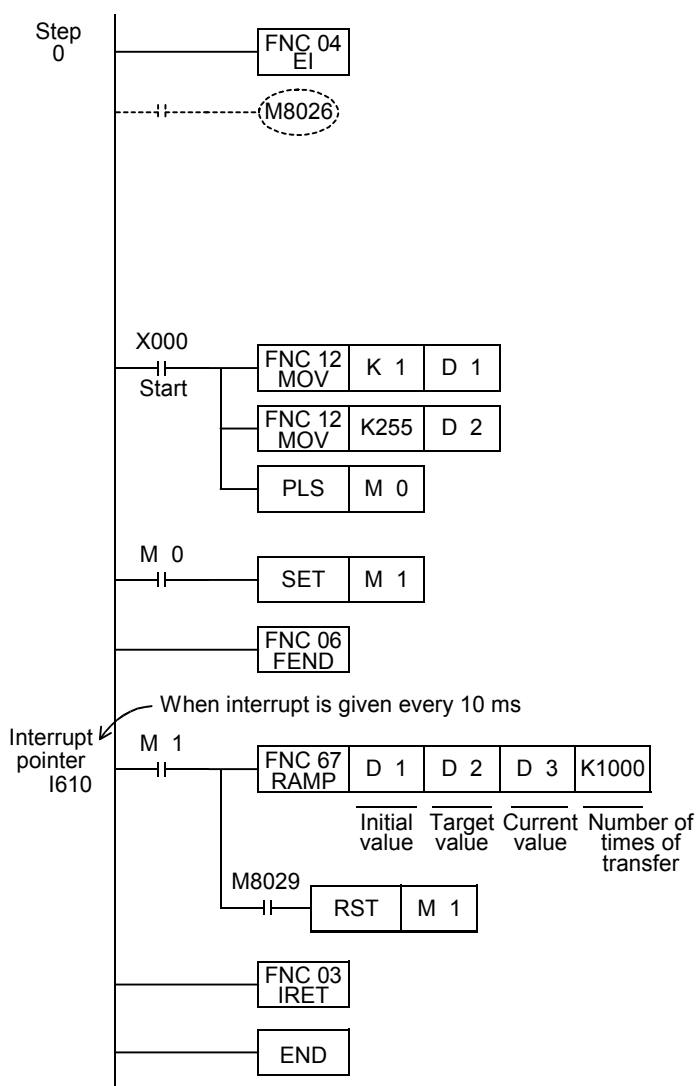 Step
0
FNC 04
EI
M8026
X000
Start
FNC 12
MOV
K 1
D 1
FNC 12
MOV
K255
D 2
PLS
M 0
M 0
SET
M 1
FNC 06
FEND
When interrupt is given every 10 ms
Interrupt
pointer
I610
M 1
FNC 67
RAMP
D 1
D 2
D 3
K1000
Initial
value
Target
value
Current
value
Number of
times of
transfer
M8029
RST
M 1
FNC 03
IRET
END